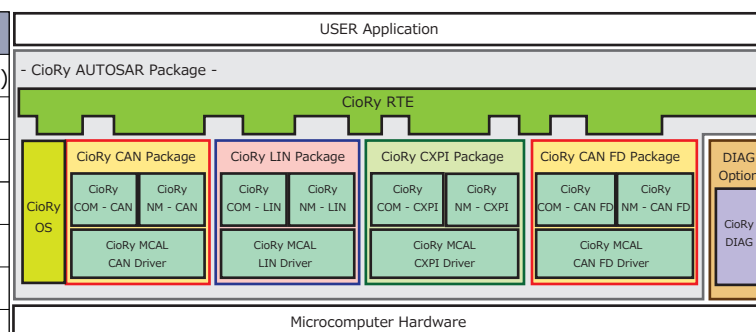 USER Application
)
- CioRy AUTOSAR Package -
CioRy RTE
CioRy
OS
CioRy CAN Package
CioRy
COM - CAN
CioRy
NM - CAN
CioRy MCAL
CAN Driver
CioRy LIN Package
CioRy
COM - LIN
CioRy
NM - LIN
CioRy MCAL
LIN Driver
CioRy CXPI Package
CioRy
COM - CXPI
CioRy
NM - CXPI
CioRy MCAL
CXPI Driver
CioRy CAN FD Package
CioRy
COM - CAN FD
CioRy
NM - CAN FD
CioRy MCAL
CAN FD Driver
DIAG
Option
CioRy
DIAG
Microcomputer Hardware